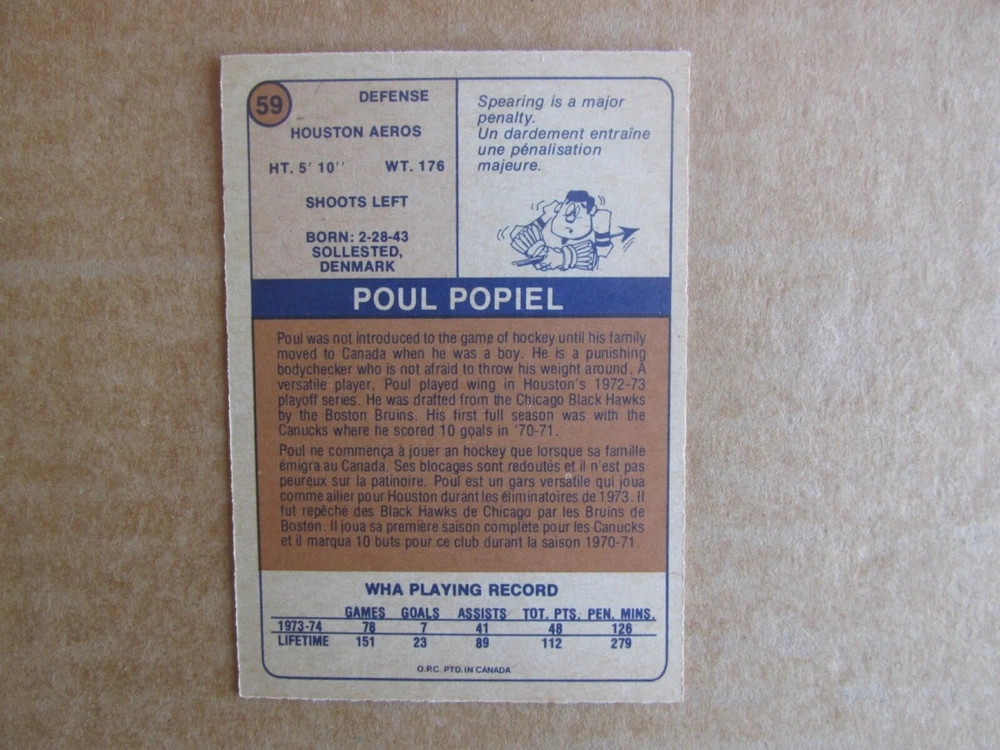 59
DEFENSE
HOUSTON AEROS
HT. 5' 10'' WT. 176
SHOOTS LEFT
BORN: 2-28-43
SOLLESTED,
DENMARK
Spearing is a major
penalty.
Un dardement entraîne
une pénalisation
majeure.
POUL POPIEL
Poul was not introduced to the game of hockey until his family
moved to Canada when he was a boy. He is a punishing
bodychecker who is not afraid to throw his weight around. A
versatile player, Poul played wing in Houston's 1972-73
playoff series. He was drafted from the Chicago Black Hawks
by the Boston Bruins. His first full season was with the
Canucks where he scored 10 goals in '70-71.
Poul ne commença à jouer an hockey que lorsque sa famille
émigra au Canada. Ses blocages sont redoutés et il n'est pas
peureux sur la patinoire. Poul est un gars versatile qui joua
comme ailier pour Houston durant les éliminatoires de 1973. Il
fut repêche des Black Hawks de Chicago par les Bruins de
Boston. Il joua sa première saison complète pour les Canucks
et il marqua 10 buts pour ce club durant la saison 1970-71.
WHA PLAYING RECORD
GAMES GOALS ASSISTS TOT. PTS. PEN. MINS.
1973-74 78 7 41 48 126
LIFETIME 151 23 89 112 279
O.P.C. PTD. IN CANADA